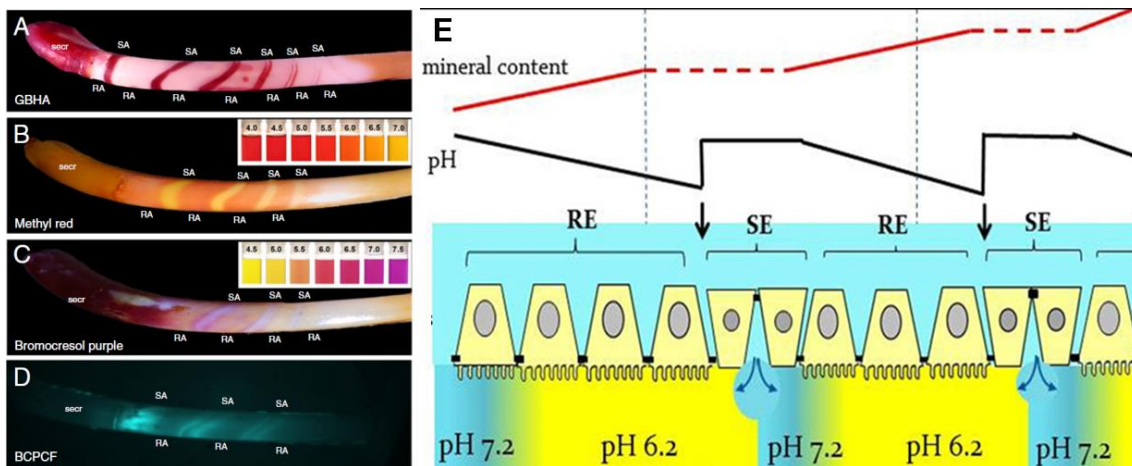 A
SA SA SA SA SA
secr
RA RA RA RA RA
GBHA
B
4.0 4.5 5.0 5.5 6.0 6.5 7.0
SA SA SA SA
secr
RA RA RA RA
Methyl red
C
4.5 5.0 5.5 6.0 6.5 7.0 7.5
secr
SA SA SA
RA RA RA RA
Bromocresol purple
D
SA SA SA
secr
RA RA RA
BCPCF
E
mineral content
pH
RE SE RE SE
pH 7.2 pH 6.2 pH 7.2 pH 6.2 pH 7.2